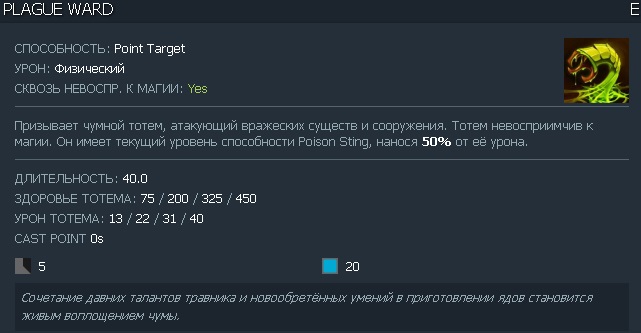 PLAGUE WARD
E
СПОСОБНОСТЬ: Point Target
УРОН: Физический
СКВОЗЬ НЕВОСПР. К МАГИИ: Yes
Призывает чумной тотем, атакующий вражеских существ и сооружения. Тотем невосприимчив к
магии. Он имеет текущий уровень способности Poison Sting, нанося 50% от её урона.
ДЛИТЕЛЬНОСТЬ: 40.0
ЗДОРОВЬЕ ТОТЕМА: 75 / 200 / 325 / 450
УРОН ТОТЕМА: 13 / 22 / 31 / 40
CAST POINT 0s
5
20
Сочетание давних талантов травника и новообретённых умений в приготовлении ядов становится
живым воплощением чумы.